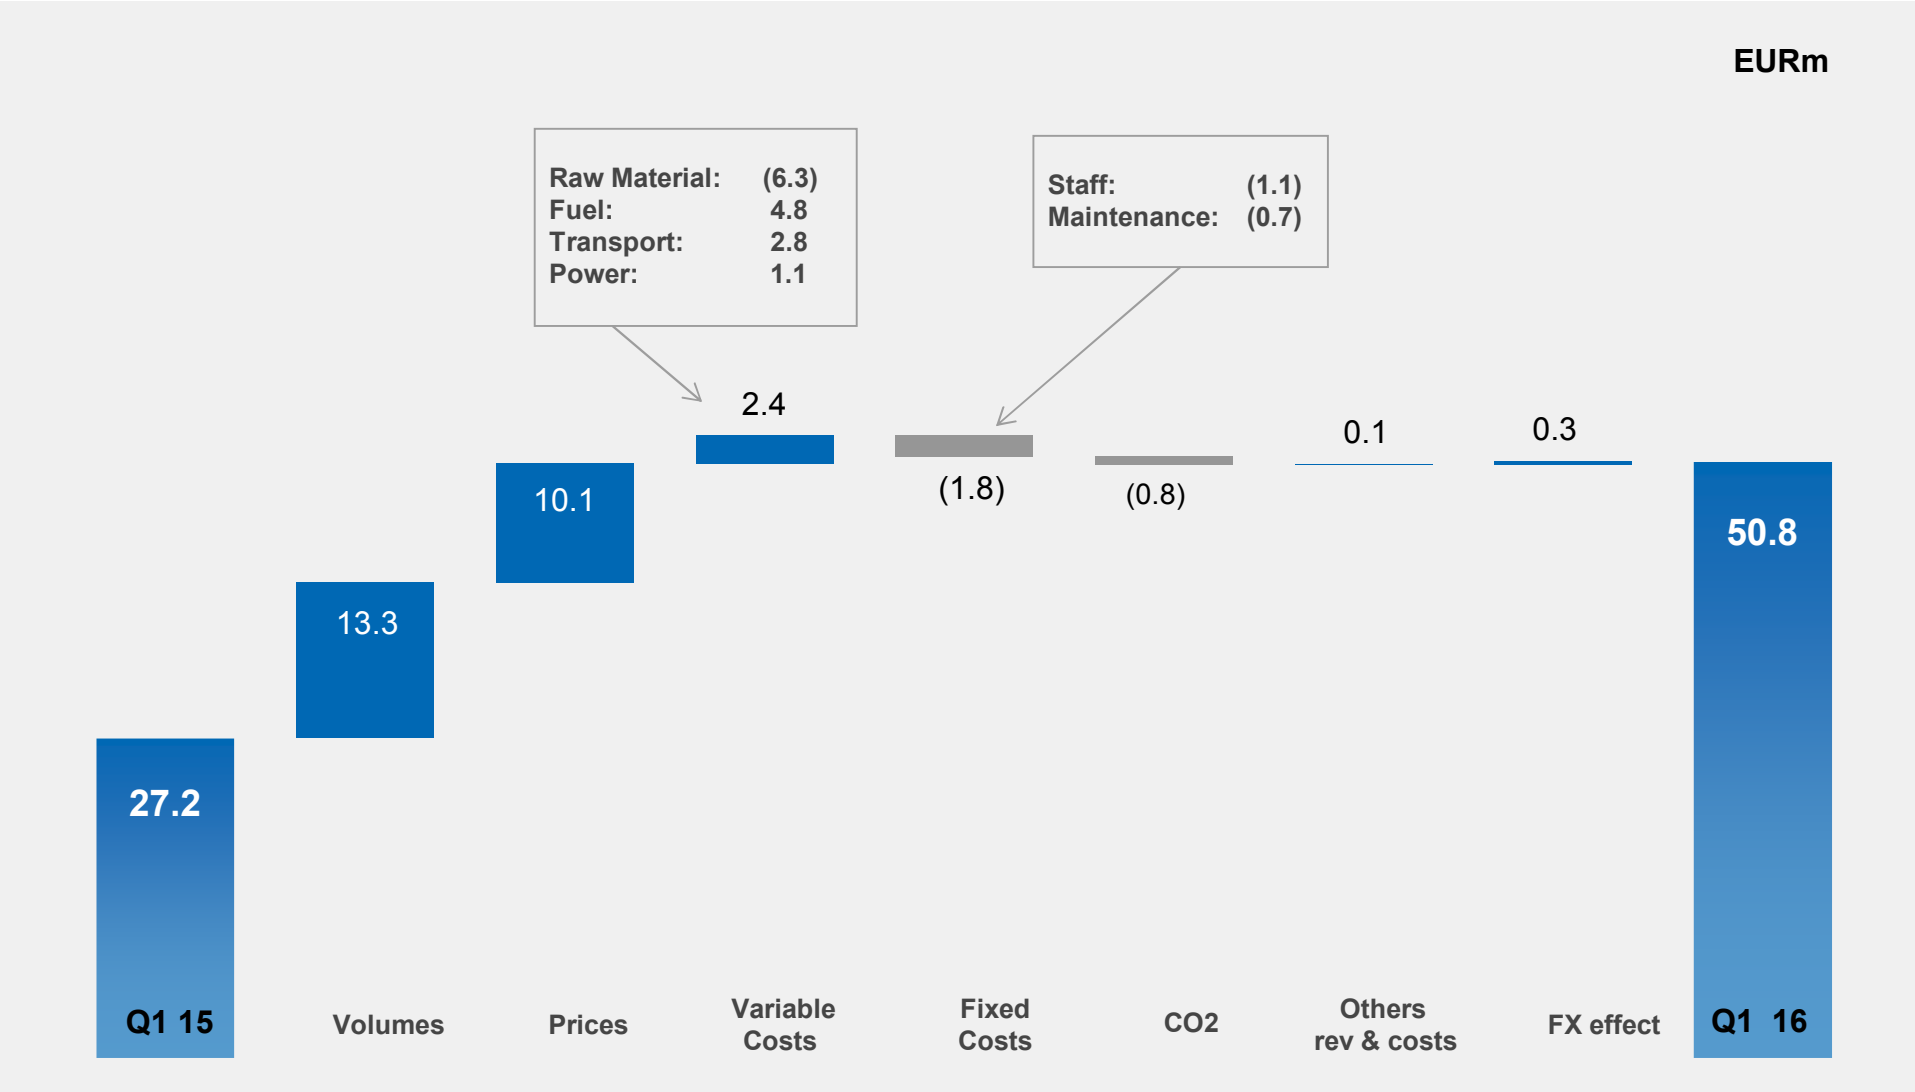 EURm
Raw Material: (6.3)
Fuel: 4.8
Transport: 2.8
Power: 1.1
Staff: (1.1)
Maintenance: (0.7)
2.4
0.1
0.3
(1.8)
(0.8)
10.1
50.8
13.3
27.2
Q1 15
Volumes
Prices
Variable
Costs
Fixed
Costs
CO2
Others
rev & costs
FX effect
Q1 16